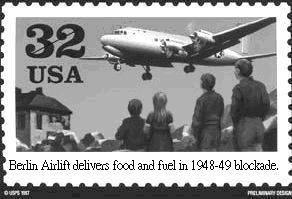 32
USA
Berlin Airlift delivers food and fuel in 1948-49 blockade.
© USPS 1997 PRELIMINARY DESIGN